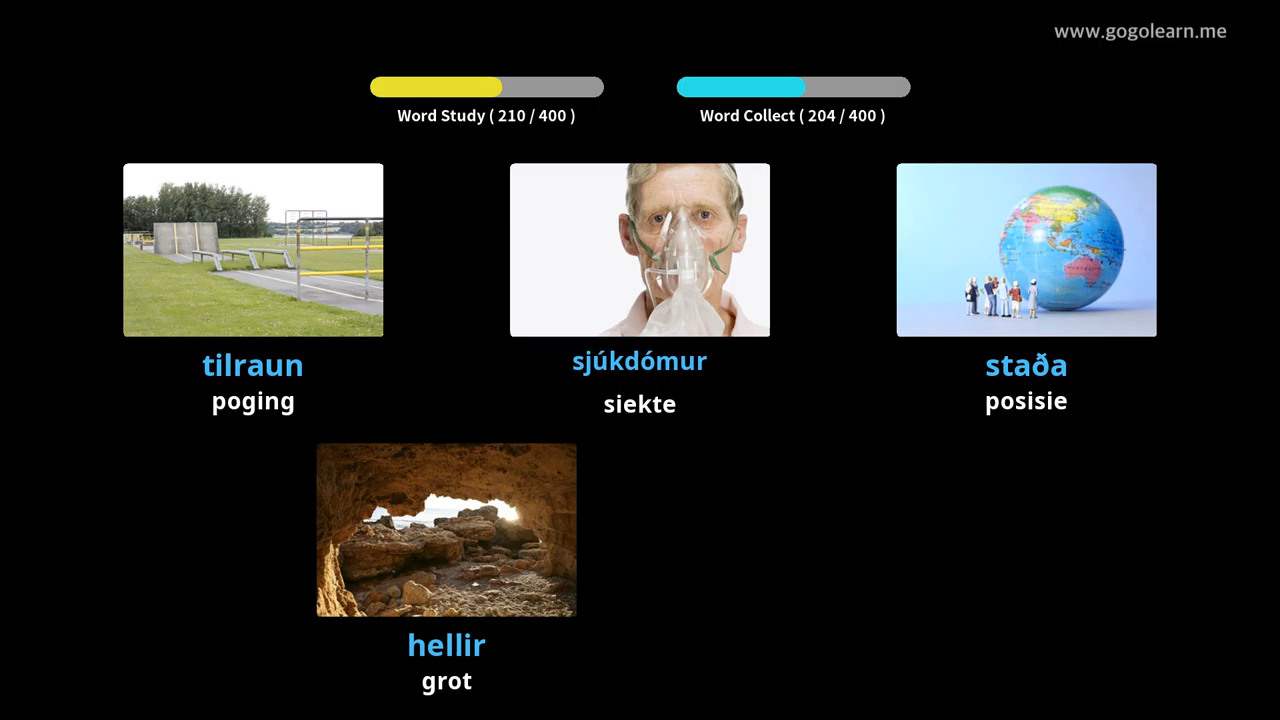 www.gogolearn.me
Word Study ( 210 / 400 )
Word Collect ( 204 / 400 )
tilraun
poging
sjúkdómur
siekte
staða
posisie
hellir
grot